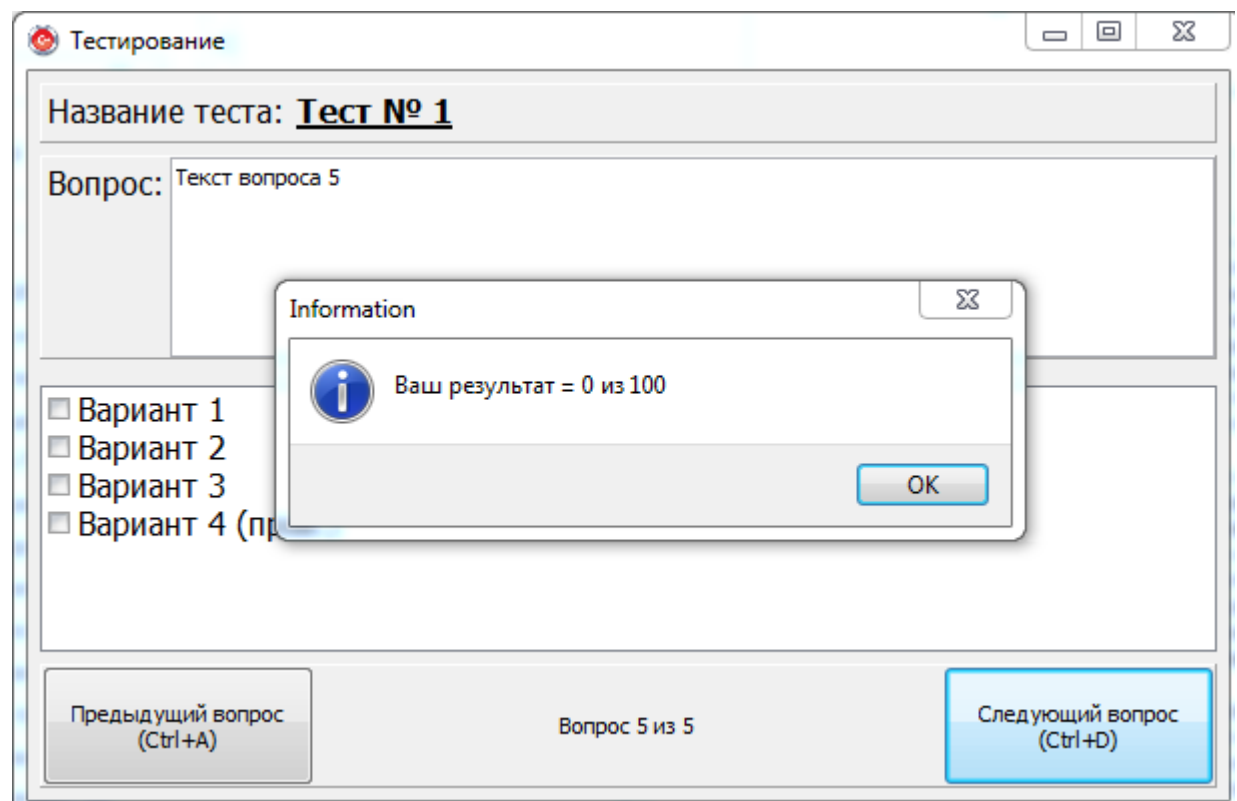 Тестирование
Название теста: Тест № 1
Вопрос: Текст вопроса 5
Information
Ваш результат = 0 из 100
OK
Вариант 1
Вариант 2
Вариант 3
Вариант 4
Предыдущий вопрос
(Ctrl+A)
Вопрос 5 из 5
Следующий вопрос
(Ctrl+D)